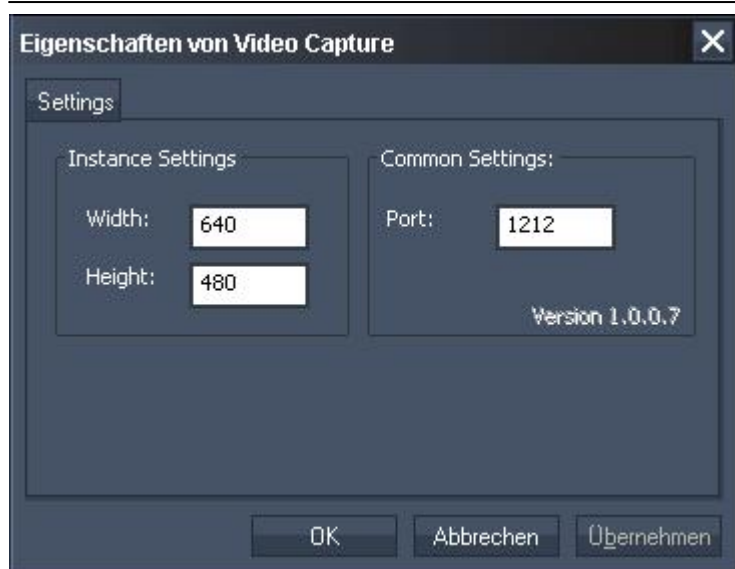 Eigenschaften von Video Capture
Settings
Instance Settings
Width: 640
Height: 480
Common Settings:
Port: 1212
Version 1.0.0.7
OK Abbrechen Übernehmen